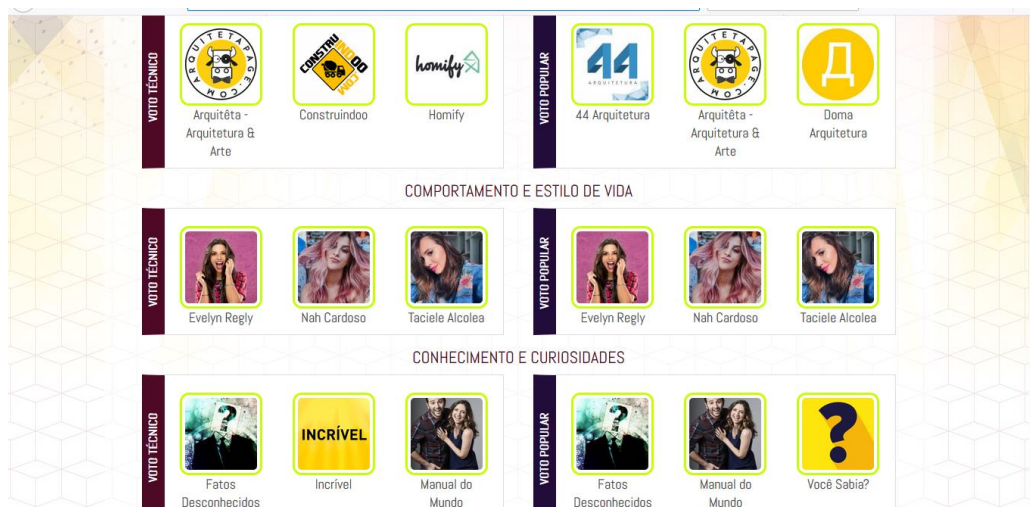 VOTO TÉCNICO
ARQUITETAPAGE.COM
CONSTRUINDOO
.COM
homify
Arquitêta -
Arquitetura &
Arte
Construindoo
Homify
VOTO POPULAR
44
ARQUITETURA
ARQUITETAPAGE.COM
Д
44 Arquitetura
Arquitêta -
Arquitetura &
Arte
Doma
Arquitetura
COMPORTAMENTO E ESTILO DE VIDA
VOTO TÉCNICO
Evelyn Regly
Nah Cardoso
Taciele Alcolea
VOTO POPULAR
Evelyn Regly
Nah Cardoso
Taciele Alcolea
CONHECIMENTO E CURIOSIDADES
VOTO TÉCNICO
?
INCRÍVEL
Fatos
Desconhecidos
Incrível
Manual do
Mundo
VOTO POPULAR
?
?
Fatos
Desconhecidos
Manual do
Mundo
Você Sabia?